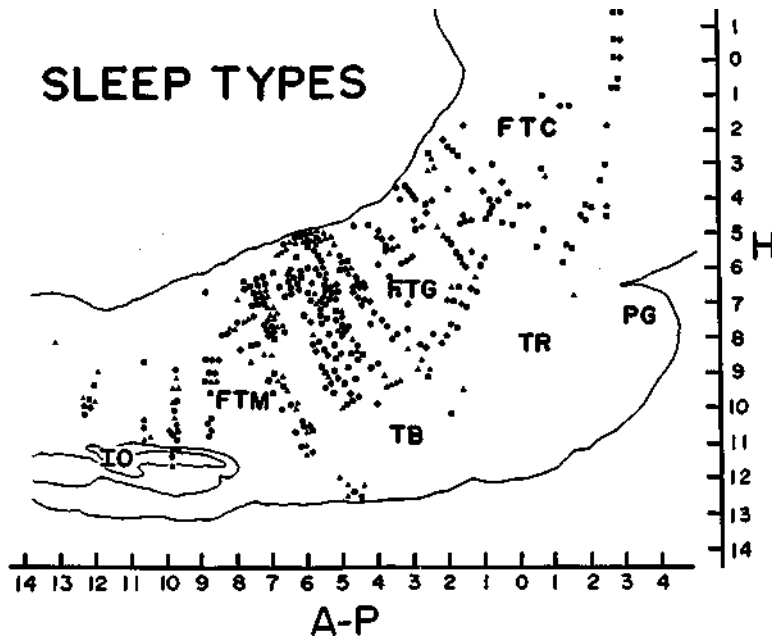 SLEEP TYPES
FTC
FTG
PG
TR
FTM
TB
IO
1
0
1
2
3
4
5
6
7
8
9
10
11
12
13
14
H
14 13 12 11 10 9 8 7 6 5 4 3 2 1 0 1 2 3 4
A-P